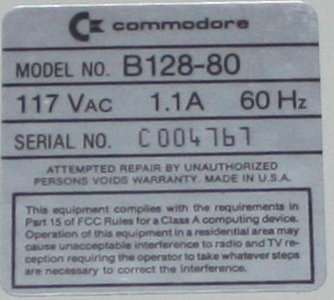 commodore
MODEL NO. B128-80
117 VAC 1.1A 60 Hz
SERIAL NO. C004767
ATTEMPTED REPAIR BY UNAUTHORIZED
PERSONS VOIDS WARRANTY. MADE IN U.S.A.
This equipment complies with the requirements in
Part 15 of FCC Rules for a Class A computing device.
Operation of this equipment in a residential area may
cause unacceptable interference to radio and TV re-
ception requiring the operator to take whatever steps
are necessary to correct the interference.